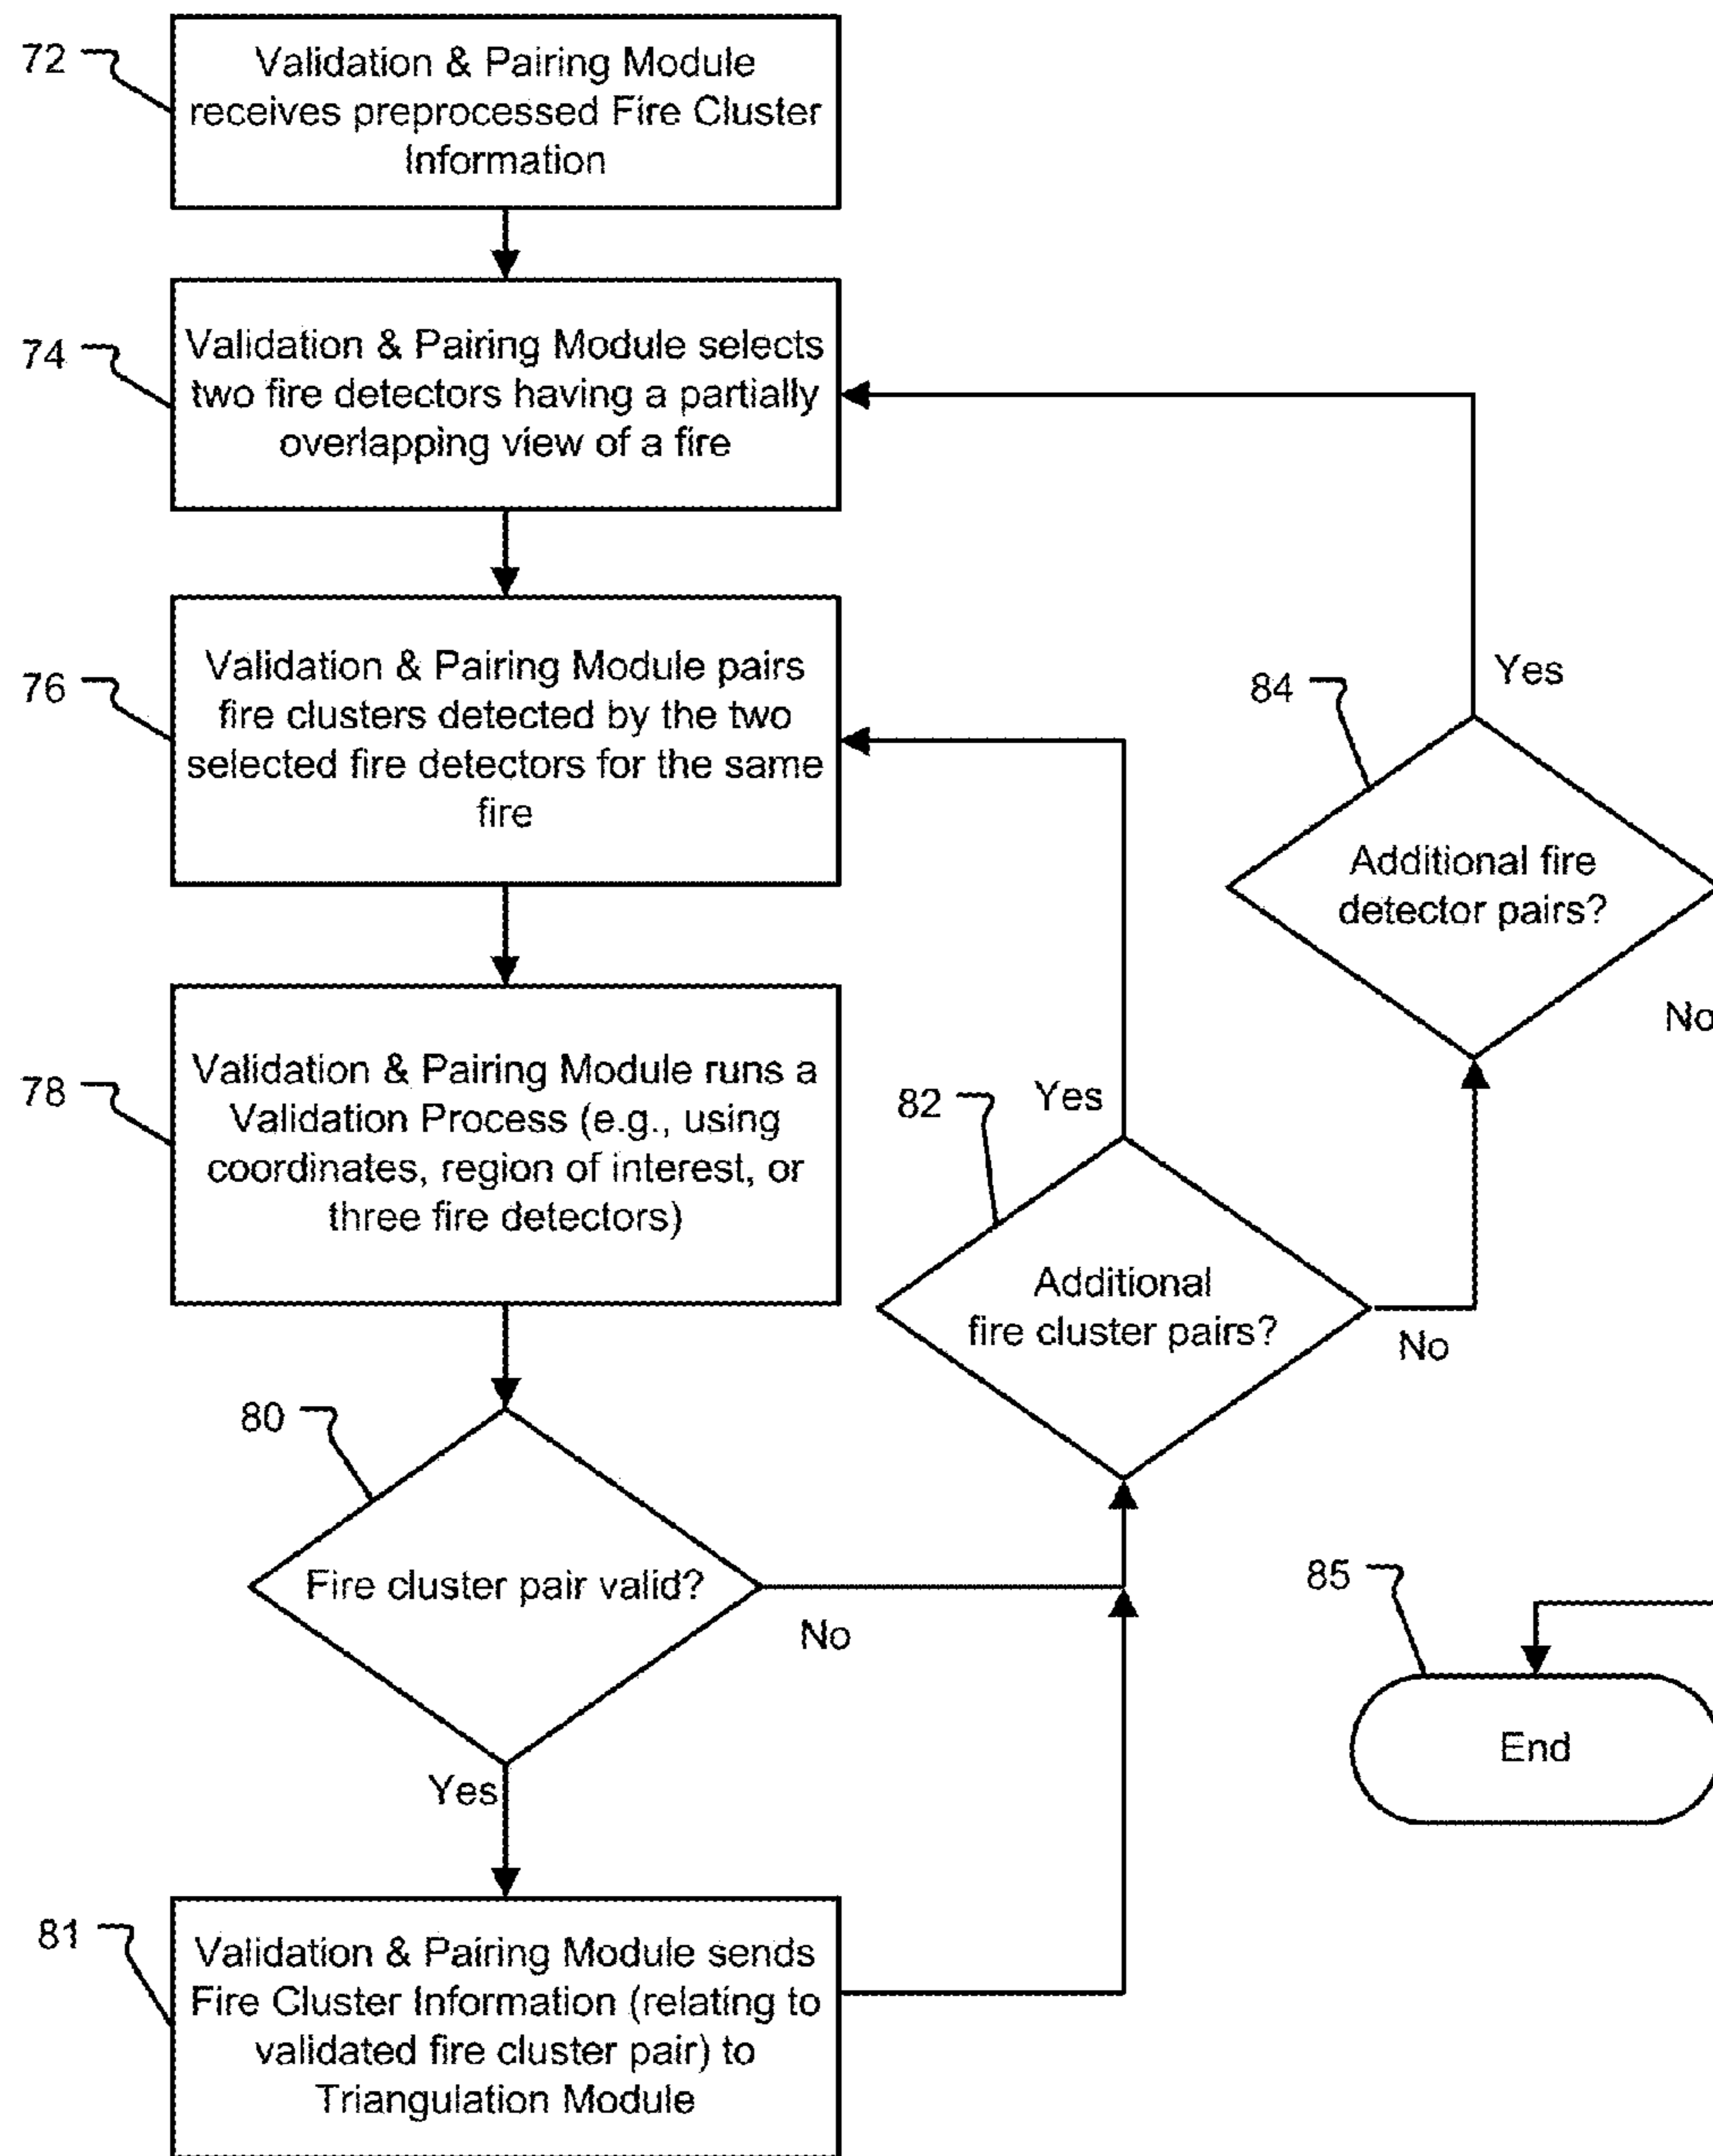 72
Validation & Pairing Module
receives preprocessed Fire Cluster
Information
74
Validation & Pairing Module selects
two fire detectors having a partially
overlapping view of a fire
76
Validation & Pairing Module pairs
fire clusters detected by the two
selected fire detectors for the same
fire
Yes
84
Additional fire
detector pairs?
No
78
Validation & Pairing Module runs a
Validation Process (e.g., using
coordinates, region of interest, or
three fire detectors)
82
Yes
Additional
fire cluster pairs?
No
80
Fire cluster pair valid?
No
Yes
85
End
81
Validation & Pairing Module sends
Fire Cluster Information (relating to
validated fire cluster pair) to
Triangulation Module